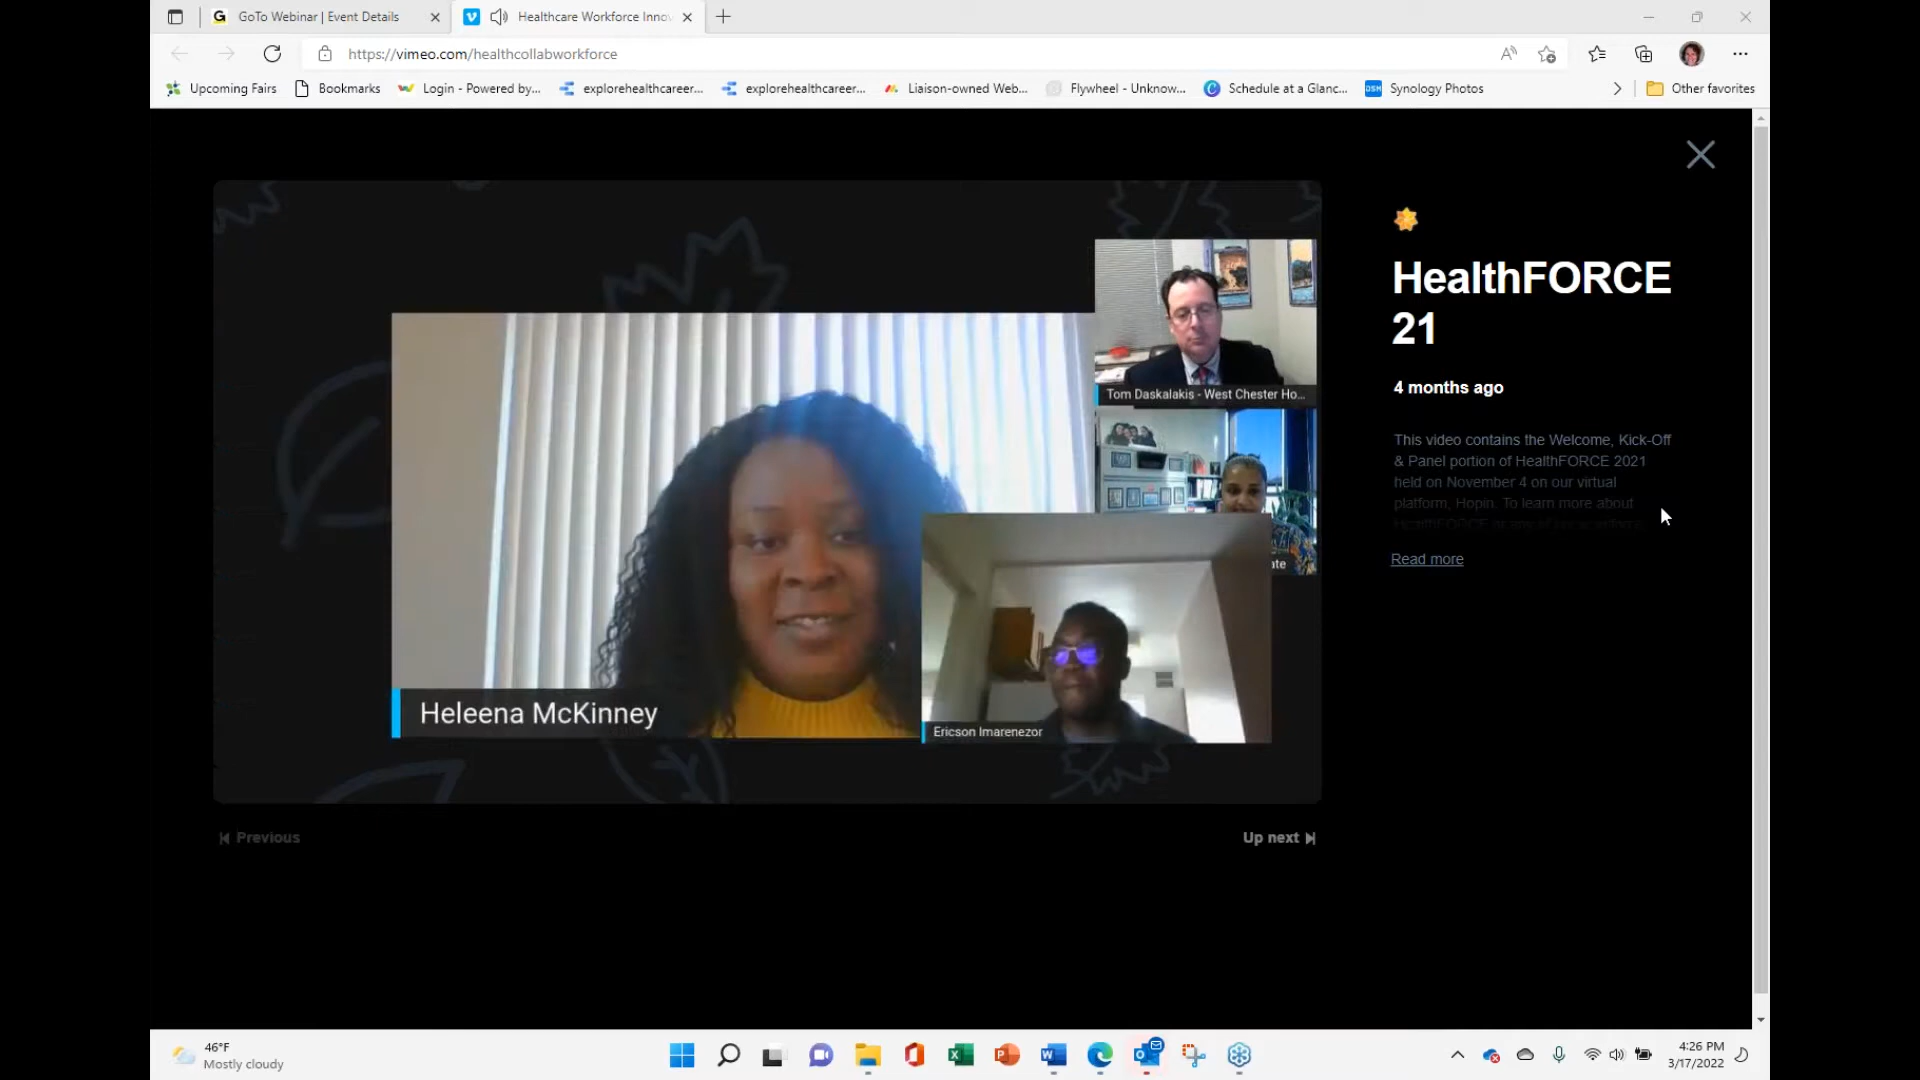 GoTo Webinar | Event Details
Healthcare Workforce Innov
https://vimeo.com/healthcollabworkforce
Upcoming Fairs
Bookmarks
Login - Powered by...
explorehealthcareer...
explorehealthcareer...
Liaison-owned Web...
Flywheel - Unknow...
Schedule at a Glanc...
DSM
Synology Photos
Other favorites
HealthFORCE
21
4 months ago
This video contains the Welcome, Kick-Off
& Panel portion of HealthFORCE 2021
held on November 4 on our virtual
platform, Hopin. To learn more about
Read more
Tom Daskalakis - West Chester Ho...
Heleena McKinney
Ericson Imarenezor
Previous
Up next
46°F
Mostly cloudy
4:26 PM
3/17/2022